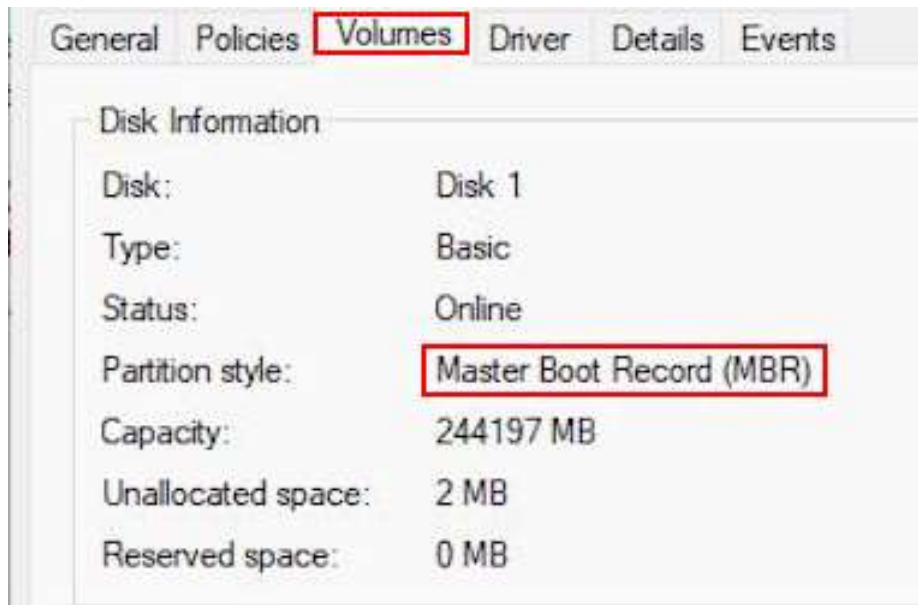 General Policies Volumes Driver Details Events
Disk Information
Disk: Disk 1
Type: Basic
Status: Online
Partition style: Master Boot Record (MBR)
Capacity: 244197 MB
Unallocated space: 2 MB
Reserved space: 0 MB